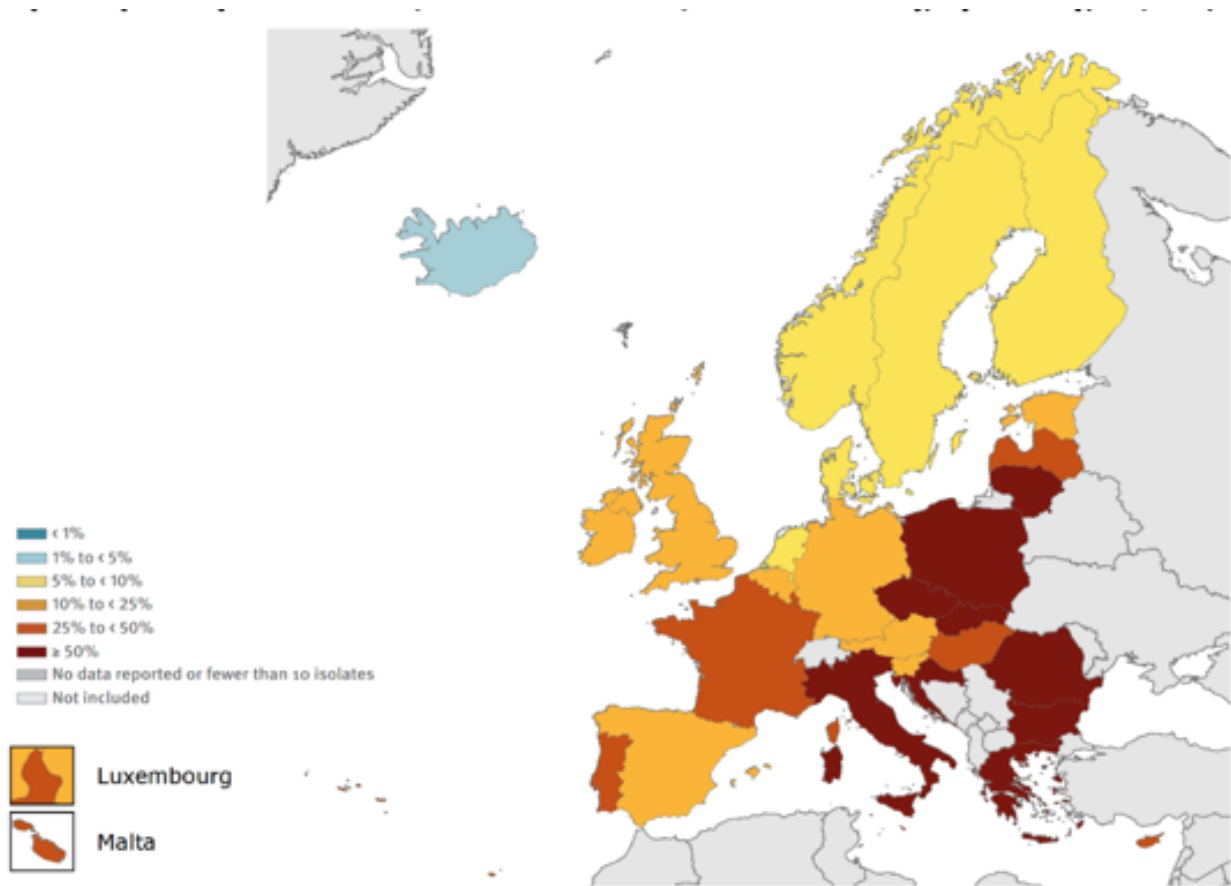 < 1%
1% to < 5%
5% to < 10%
10% to < 25%
25% to < 50%
≥ 50%
No data reported or fewer than 10 isolates
Not included
Luxembourg
Malta